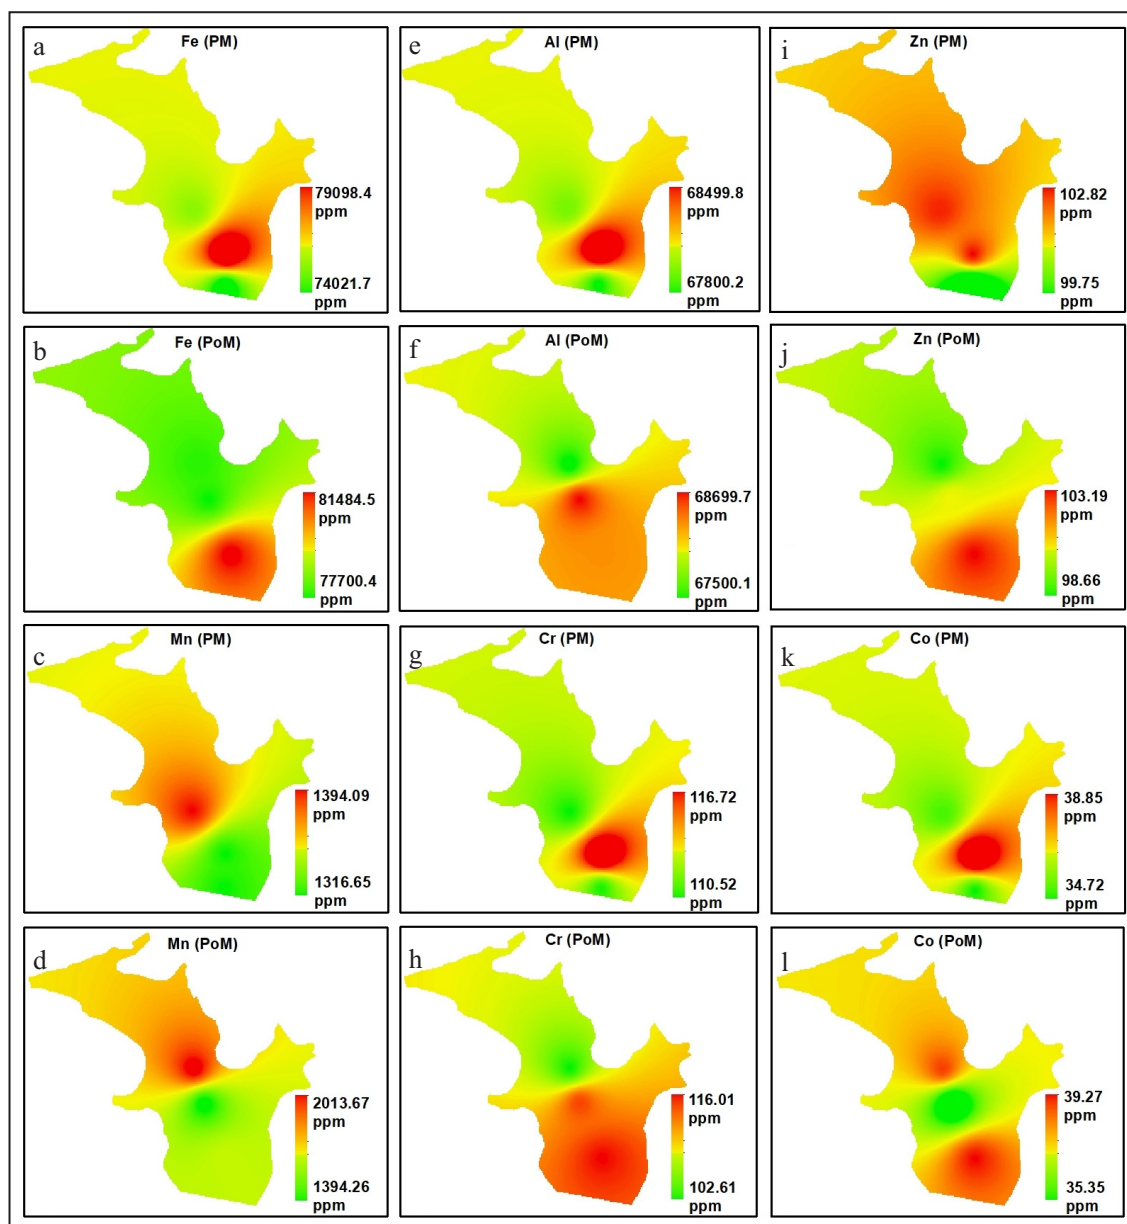 a
Fe (PM)
79098.4
ppm
74021.7
ppm
e
Al (PM)
68499.8
ppm
67800.2
ppm
i
Zn (PM)
102.82
ppm
99.75
ppm
b
Fe (PoM)
81484.5
ppm
77700.4
ppm
f
Al (PoM)
68699.7
ppm
67500.1
ppm
j
Zn (PoM)
103.19
ppm
98.66
ppm
c
Mn (PM)
1394.09
ppm
1316.65
ppm
g
Cr (PM)
116.72
ppm
110.52
ppm
k
Co (PM)
38.85
ppm
34.72
ppm
d
Mn (PoM)
2013.67
ppm
1394.26
ppm
h
Cr (PoM)
116.01
ppm
102.61
ppm
l
Co (PoM)
39.27
ppm
35.35
ppm